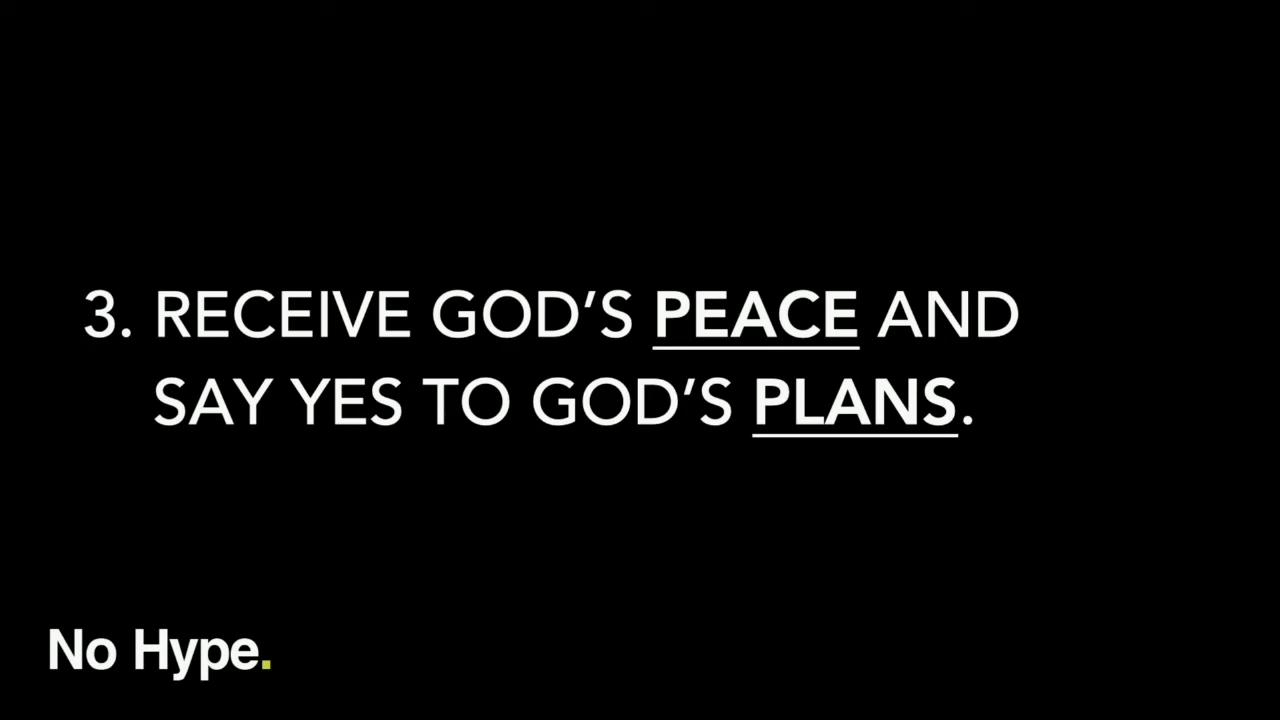 3. RECEIVE GOD’S PEACE AND
SAY YES TO GOD’S PLANS.
No Hype.